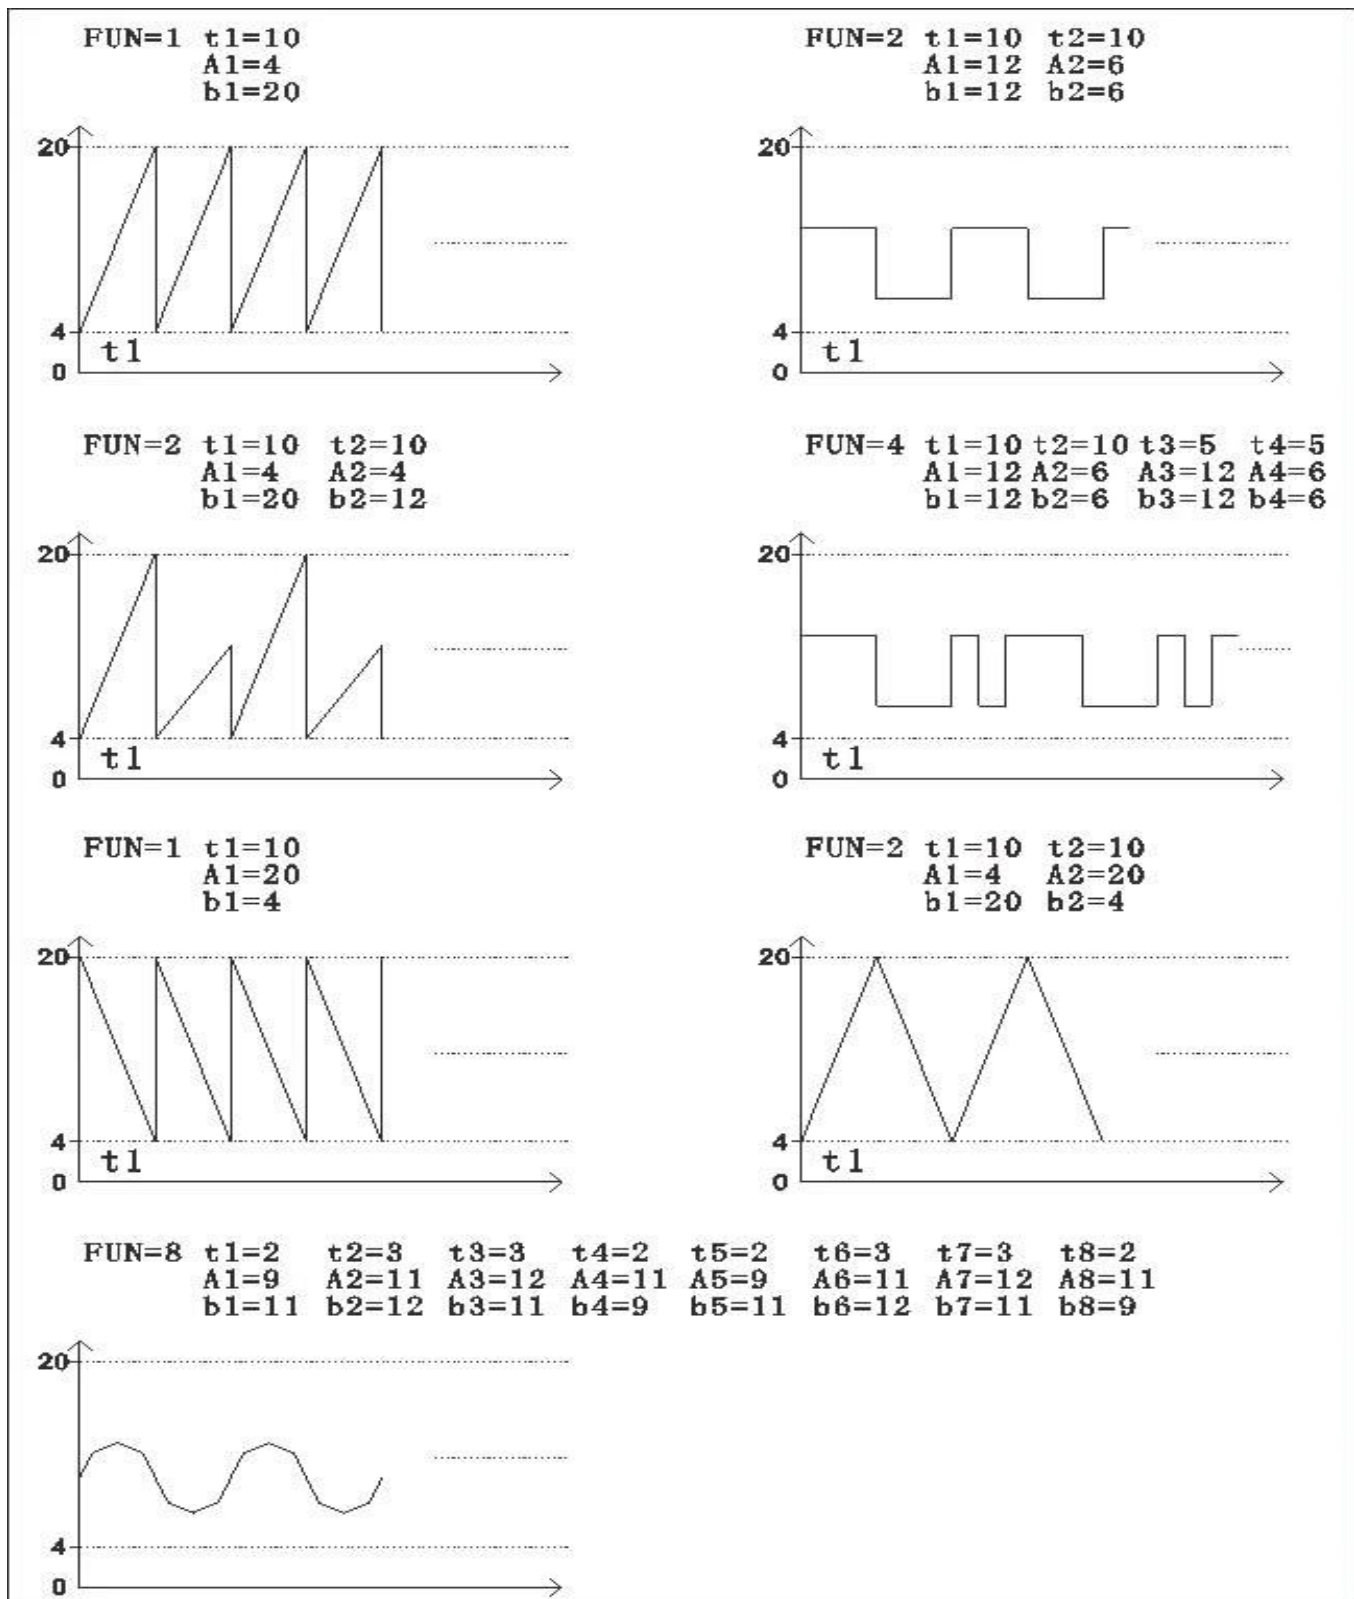 FUN=1 t1=10
A1=4
b1=20
20
4
t1
0
FUN=2 t1=10 t2=10
A1=12 A2=6
b1=12 b2=6
20
4
t1
0
FUN=2 t1=10 t2=10
A1=4 A2=4
b1=20 b2=12
20
4
t1
0
FUN=4 t1=10 t2=10 t3=5 t4=5
A1=12 A2=6 A3=12 A4=6
b1=12 b2=6 b3=12 b4=6
20
4
t1
0
FUN=1 t1=10
A1=20
b1=4
20
4
t1
0
FUN=2 t1=10 t2=10
A1=4 A2=20
b1=20 b2=4
20
4
t1
0
FUN=8 t1=2 t2=3 t3=3 t4=2 t5=2 t6=3 t7=3 t8=2
A1=9 A2=11 A3=12 A4=11 A5=9 A6=11 A7=12 A8=11
b1=11 b2=12 b3=11 b4=9 b5=11 b6=12 b7=11 b8=9
20
4
0